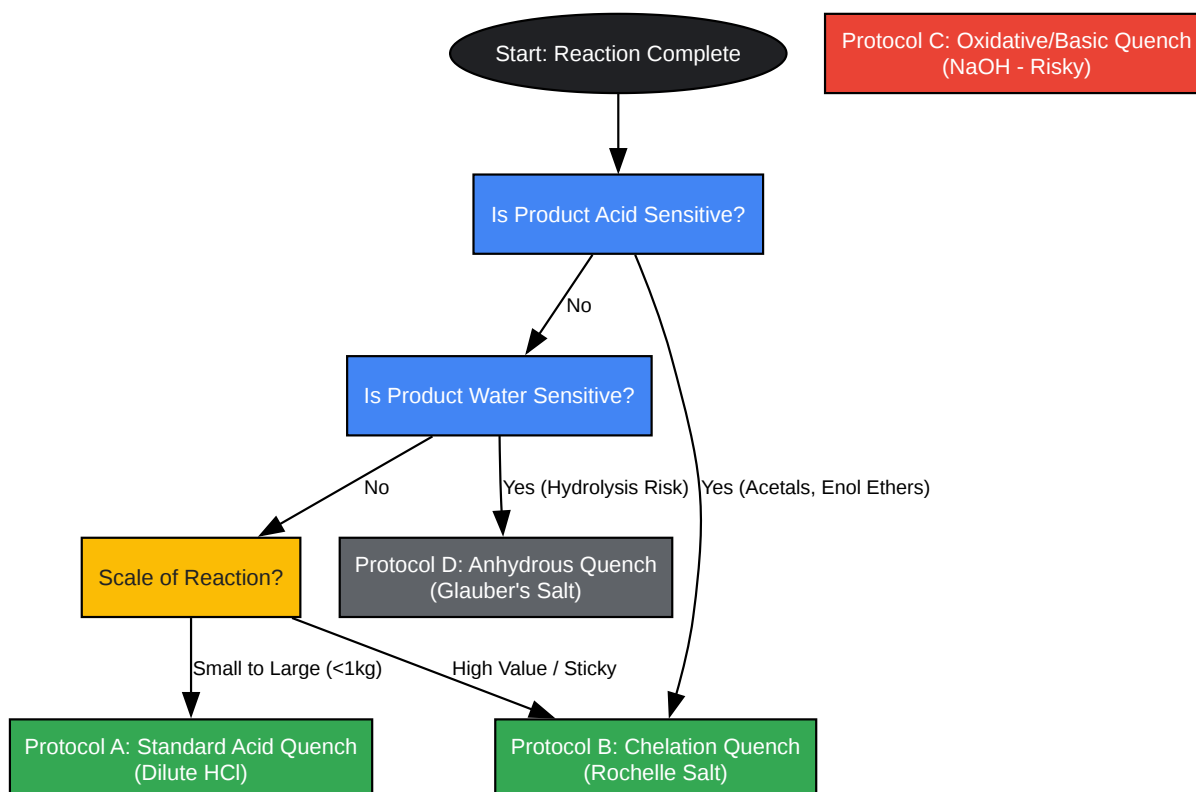 Start: Reaction Complete
Protocol C: Oxidative/Basic Quench
(NaOH - Risky)
Is Product Acid Sensitive?
No
Is Product Water Sensitive?
No
Yes (Hydrolysis Risk)
Yes (Acetals, Enol Ethers)
Scale of Reaction?
Protocol D: Anhydrous Quench
(Glauber's Salt)
Small to Large (<1kg)
High Value / Sticky
Protocol A: Standard Acid Quench
(Dilute HCl)
Protocol B: Chelation Quench
(Rochelle Salt)